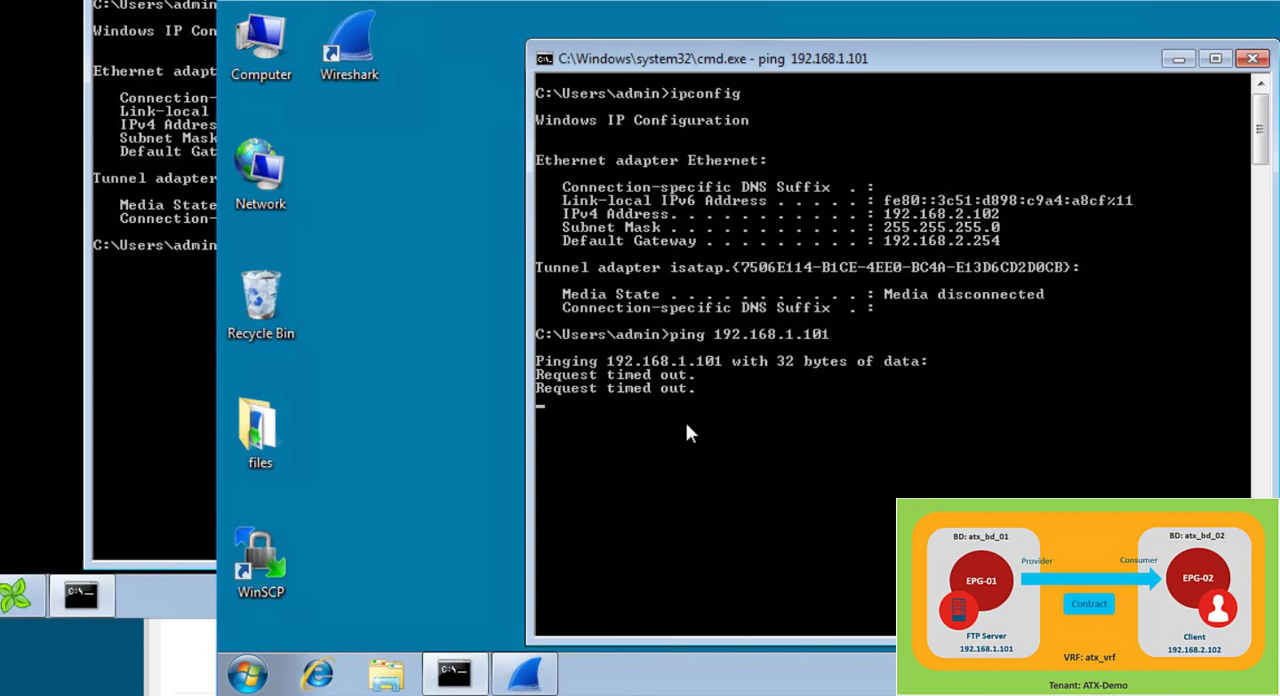 C:\Users\admin
Windows IP Con
Ethernet adapt
Connection-
Link-local
IPv4 Addres
Subnet Mask
Default Gat
Tunnel adapter
Media State
Connection-
C:\Users\admin
Computer
Wireshark
Network
Recycle Bin
files
WinSCP
C:\Windows\system32\cmd.exe - ping 192.168.1.101
C:\Users\admin>ipconfig
Windows IP Configuration
Ethernet adapter Ethernet:
Connection-specific DNS Suffix . :
Link-local IPv6 Address . . . . . : fe80::3c51:d898:c9a4:a8cf%11
IPv4 Address. . . . . . . . . . . : 192.168.2.102
Subnet Mask . . . . . . . . . . . : 255.255.255.0
Default Gateway . . . . . . . . . : 192.168.2.254
Tunnel adapter isatap.{7506E114-B1CE-4EE0-BC4A-E13D6CD2D0CB}:
Media State . . . . . . . . . . . : Media disconnected
Connection-specific DNS Suffix . :
C:\Users\admin>ping 192.168.1.101
Pinging 192.168.1.101 with 32 bytes of data:
Request timed out.
Request timed out.
BD: atx_bd_01
BD: atx_bd_02
Provider
Consumer
EPG-01
EPG-02
Contract
FTP Server
192.168.1.101
Client
192.168.2.102
VRF: atx_vrf
Tenant: ATX-Demo